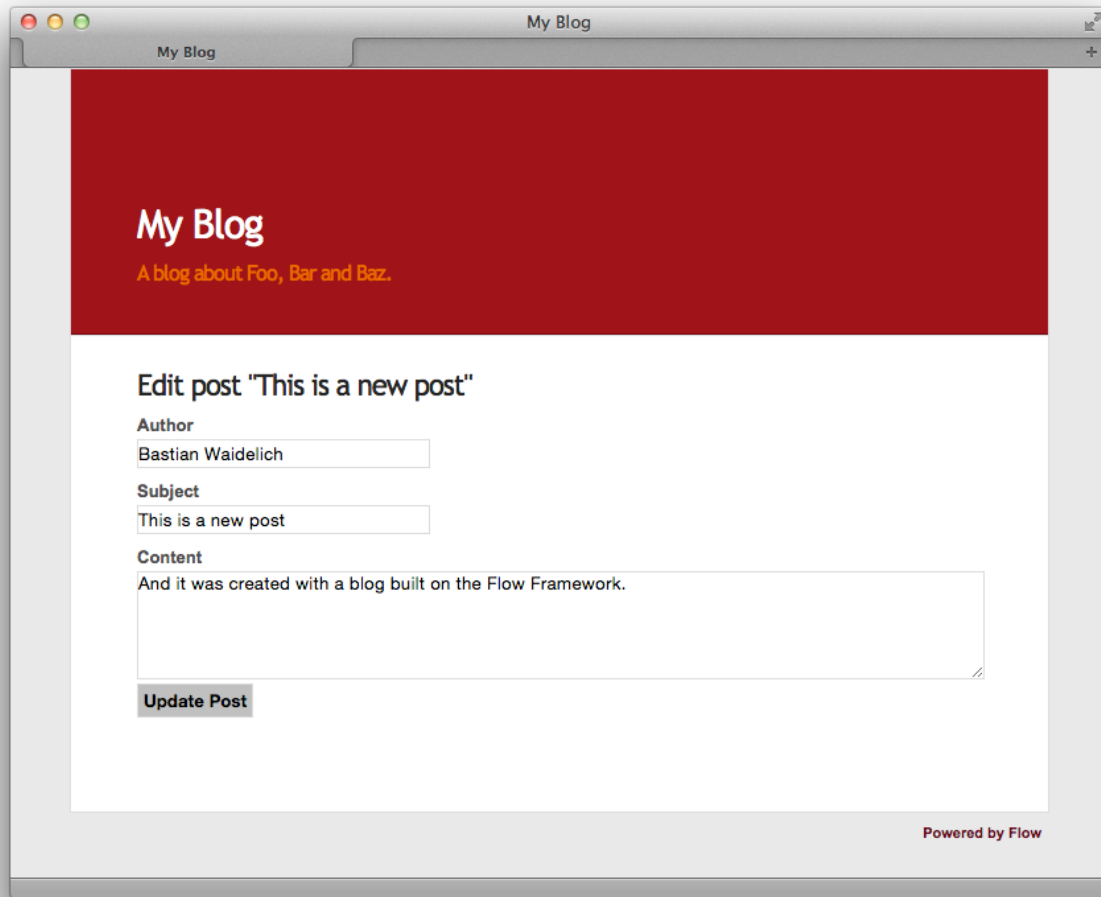 My Blog
My Blog
My Blog
A blog about Foo, Bar and Baz.
Edit post "This is a new post"
Author
Bastian Waidelich
Subject
This is a new post
Content
And it was created with a blog built on the Flow Framework.
Update Post
Powered by Flow